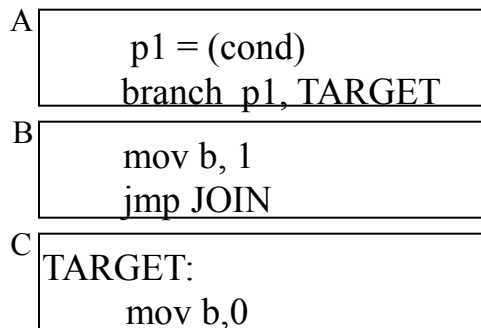 A
p1 = (cond)
branch p1, TARGET
B
mov b, 1
jmp JOIN
C
TARGET:
mov b,0